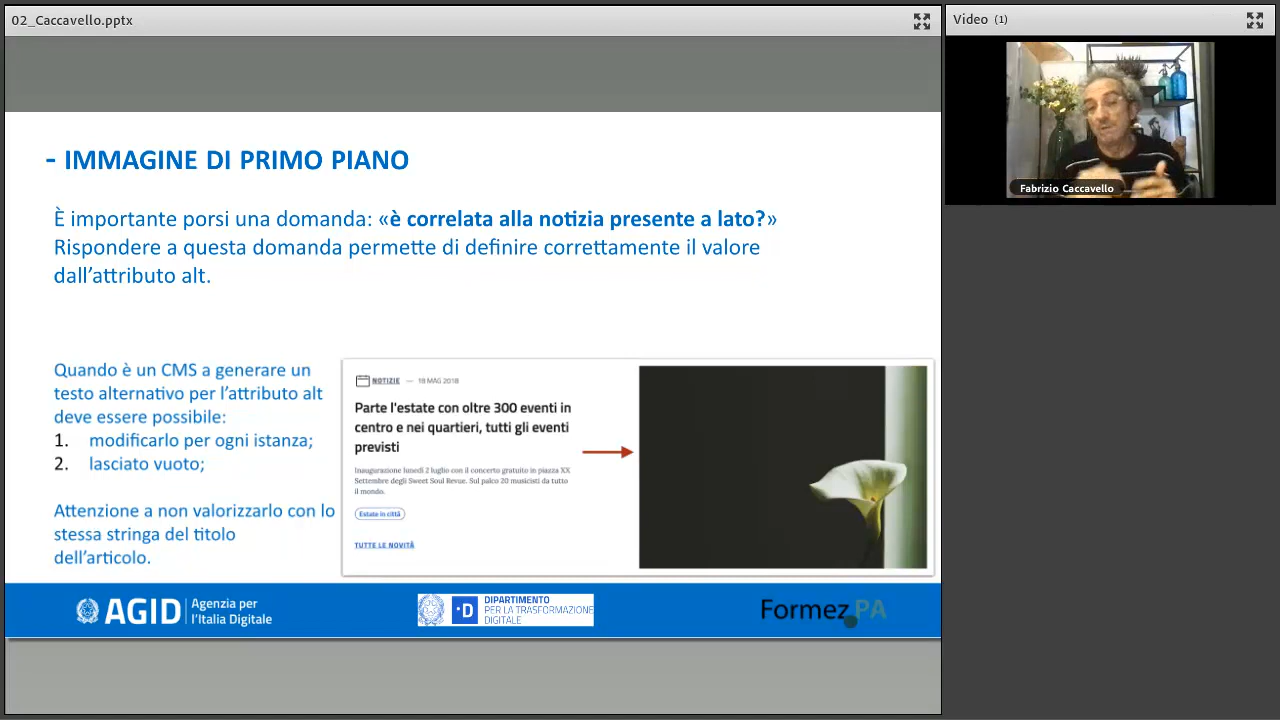 02_Caccavello.pptx
Video (1)
Fabrizio Caccavello
- IMMAGINE DI PRIMO PIANO
È importante porsi una domanda: «è correlata alla notizia presente a lato?»
Rispondere a questa domanda permette di definire correttamente il valore
dall’attributo alt.
Quando è un CMS a generare un
testo alternativo per l’attributo alt
deve essere possibile:
1. modificarlo per ogni istanza;
2. lasciato vuoto;
Attenzione a non valorizzarlo con lo
stessa stringa del titolo
dell’articolo.
NOTIZIE — 18 MAG 2018
Parte l'estate con oltre 300 eventi in
centro e nei quartieri, tutti gli eventi
previsti
Inaugurazione lunedì 2 luglio con il concerto gratuito in piazza XX
Settembre degli Sweet Soul Revue. Sul palco 20 musicisti da tutto
il mondo.
Estate in città
TUTTE LE NOVITÀ
AGID Agenzia per
l’Italia Digitale
D DIPARTIMENTO
PER LA TRASFORMAZIONE
DIGITALE
Formez PA